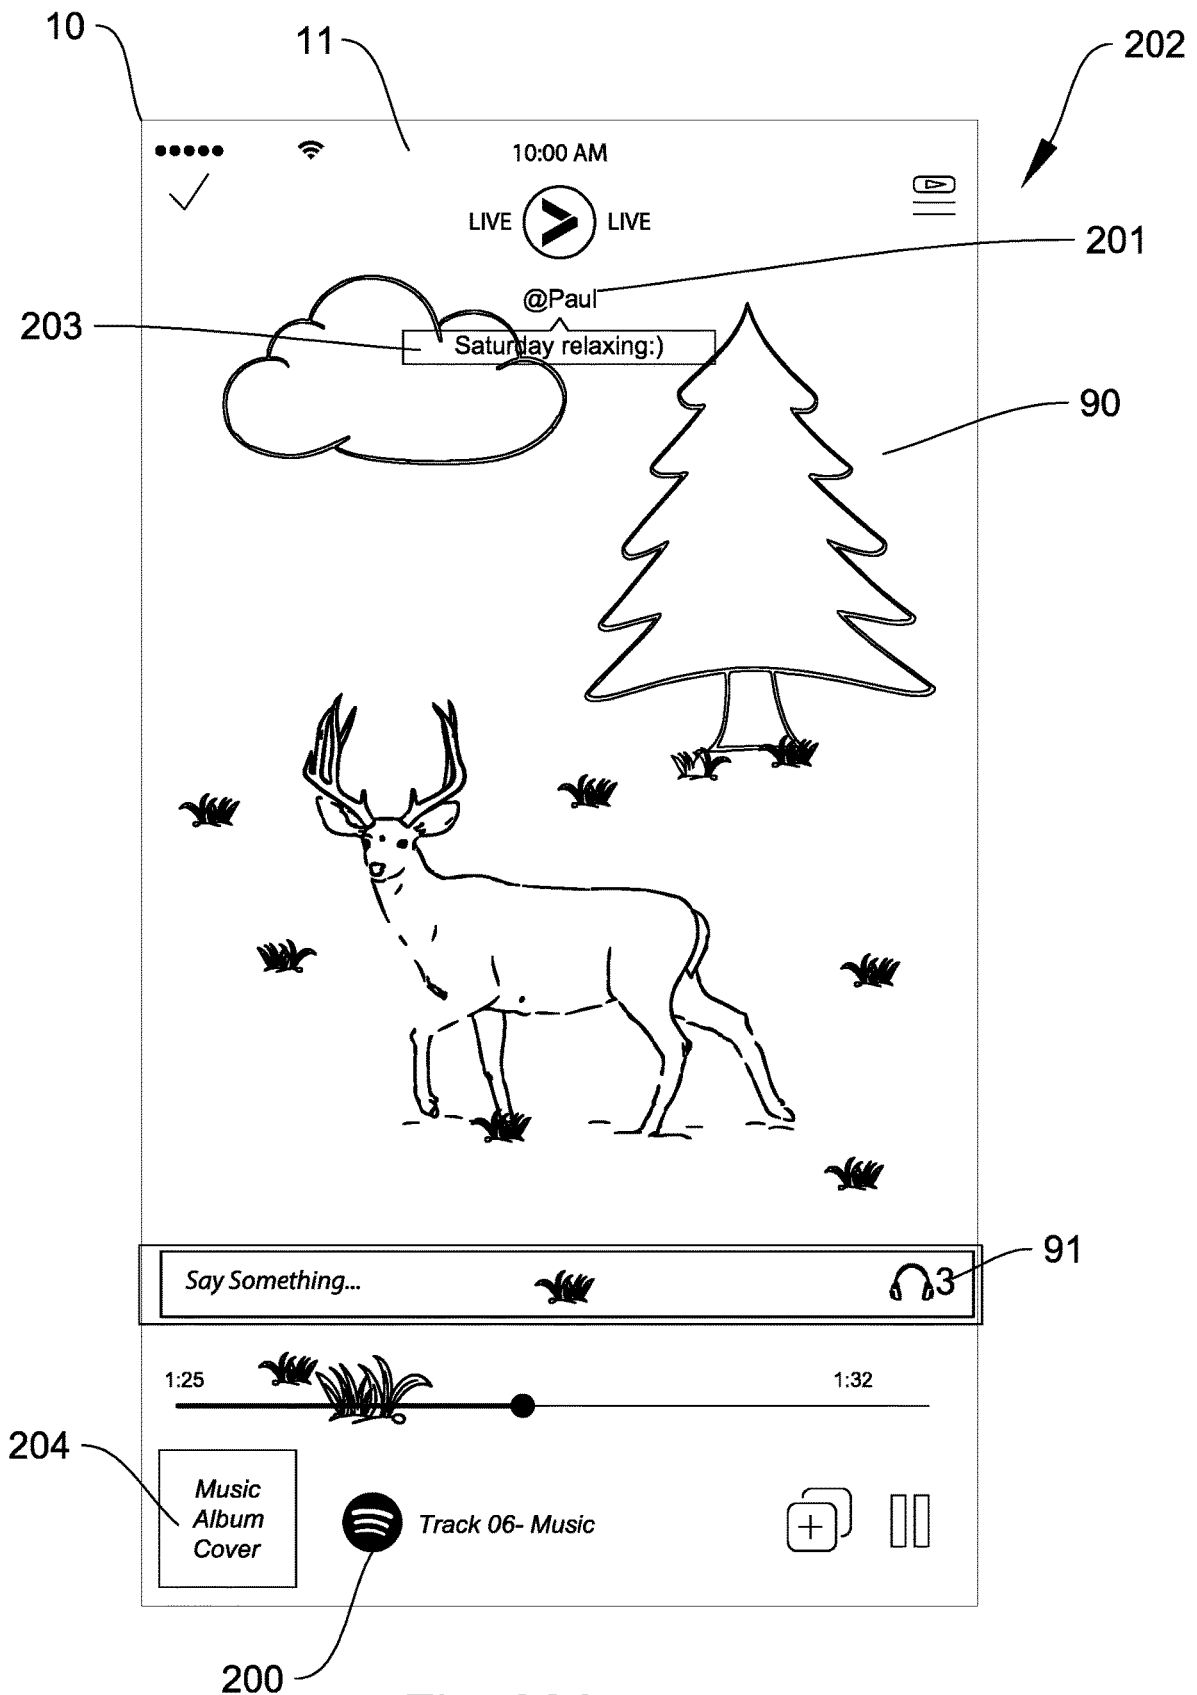 10
11
202
10:00 AM
LIVE
LIVE
201
@Paul
203
Saturday relaxing:)
90
91
Say Something...
3
1:25
1:32
204
Music
Album
Cover
Track 06- Music
200